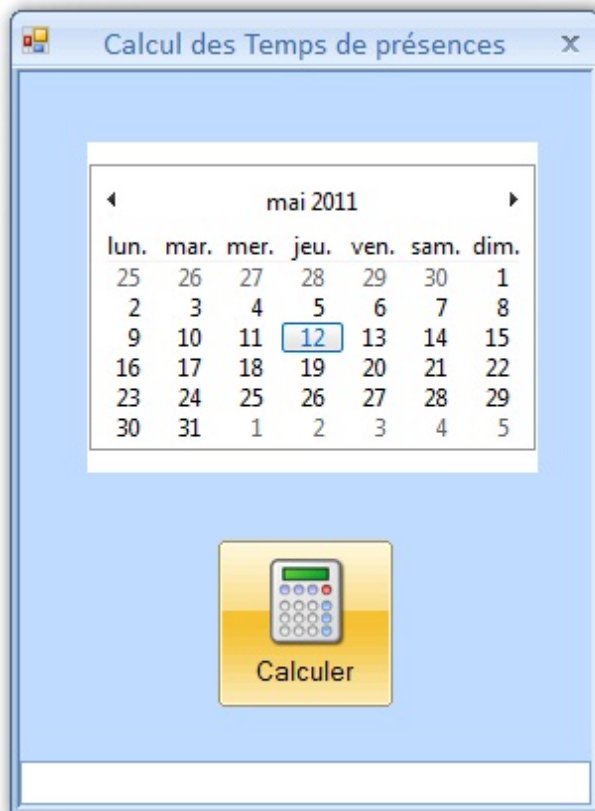 Calcul des Temps de présences
mai 2011
lun. mar. mer. jeu. ven. sam. dim.
25 26 27 28 29 30 1
2 3 4 5 6 7 8
9 10 11 12 13 14 15
16 17 18 19 20 21 22
23 24 25 26 27 28 29
30 31 1 2 3 4 5
Calculer